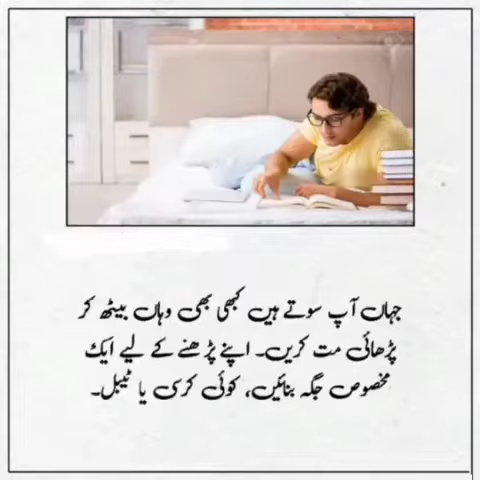 جہاں آپ سوتے ہیں کبھی بھی وہاں بیٹھ کر
پڑھائی مت کریں۔ اپنے پڑھنے کے لیے ایک
مخصوص جگہ بنائیں، کوئی کرسی یا ٹیبل۔